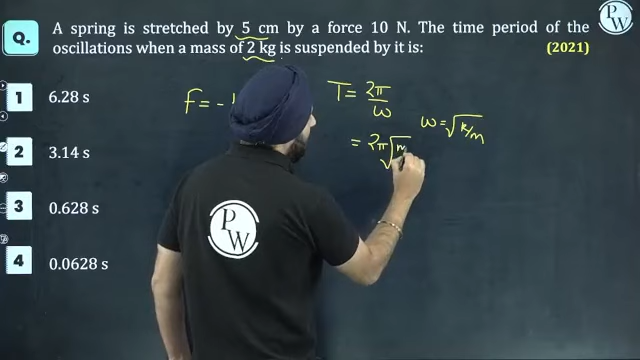 Q. A spring is stretched by 5 cm by a force 10 N. The time period of the
oscillations when a mass of 2 kg is suspended by it is: (2021)
1 6.28 s
2 3.14 s
3 0.628 s
4 0.0628 s
F = -
T = 2π/ω
ω = √k/m
= 2π √m
PW
PW